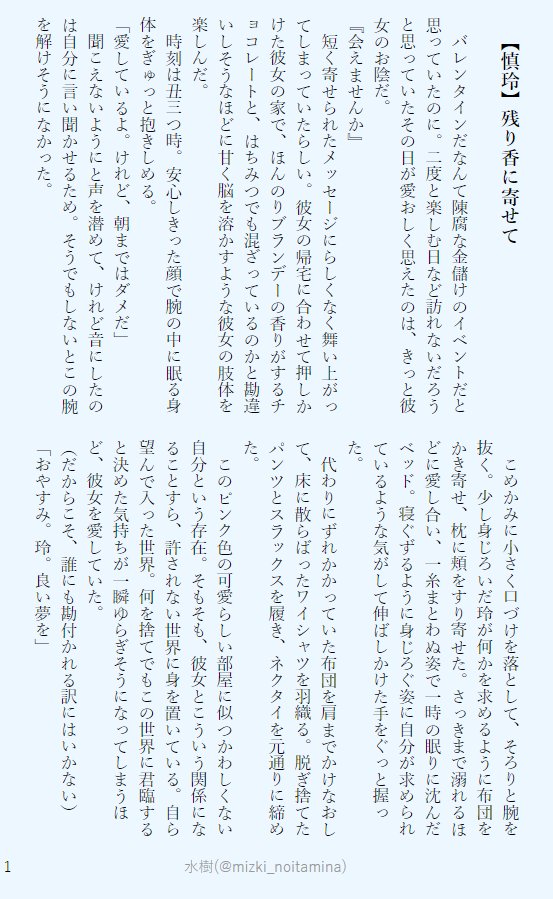 【慎玲】残り香に寄せて
バレンタインだなんて陳腐な金儲けのイベントだと
思っていたのに。二度と楽しむ日など訪れないだろう
と思っていたその日が愛おしく思えたのは、きっと彼
女のお陰だ。
『会えませんか』
短く寄せられたメッセージにらしくなく舞い上がっ
てしまっていたらしい。彼女の帰宅に合わせて押しか
けた彼女の家で、ほんのりブランデーの香りがするチ
ョコレートと、はちみつでも混ざっているのかと勘違
いしそうなほどに甘く脳を溶かすような彼女の肢体を
楽しんだ。
時刻は丑三つ時。安心しきった顔で腕の中に眠る身
体をぎゅっと抱きしめる。
「愛しているよ。けれど、朝まではダメだ」
聞こえないようにと声を潜めて、けれど音にしたの
は自分に言い聞かせるため。そうでもしないとこの腕
を解けそうになかった。
こめかみに小さく口づけを落として、そろりと腕を
抜く。少し身じろいだ玲が何かを求めるように布団を
かき寄せ、枕に頬をすり寄せた。さっきまで溺れるほ
どに愛し合い、一糸まとわぬ姿で一時の眠りに沈んだ
ベッド。寝ぐずるように身じろぐ姿に自分が求められ
ているような気がして伸ばしかけた手をぐっと握っ
た。
代わりにずれかかっていた布団を肩までかけなおし
て、床に散らばったワイシャツを羽織る。脱ぎ捨てた
パンツとスラックスを履き、ネクタイを元通りに締め
た。
このピンク色の可愛らしい部屋に似つかわしくない
自分という存在。そもそも、彼女とこういう関係にな
ることすら、許されない世界に身を置いている。自ら
望んで入った世界。何を捨てでもこの世界に君臨する
と決めた気持ちが一瞬ゆらぎそうになってしまうほ
ど、彼女を愛していた。
（だからこそ、誰にも勘付かれる訳にはいかない）
「おやすみ。玲。良い夢を」
1
水樹(@mizki_noitamina)